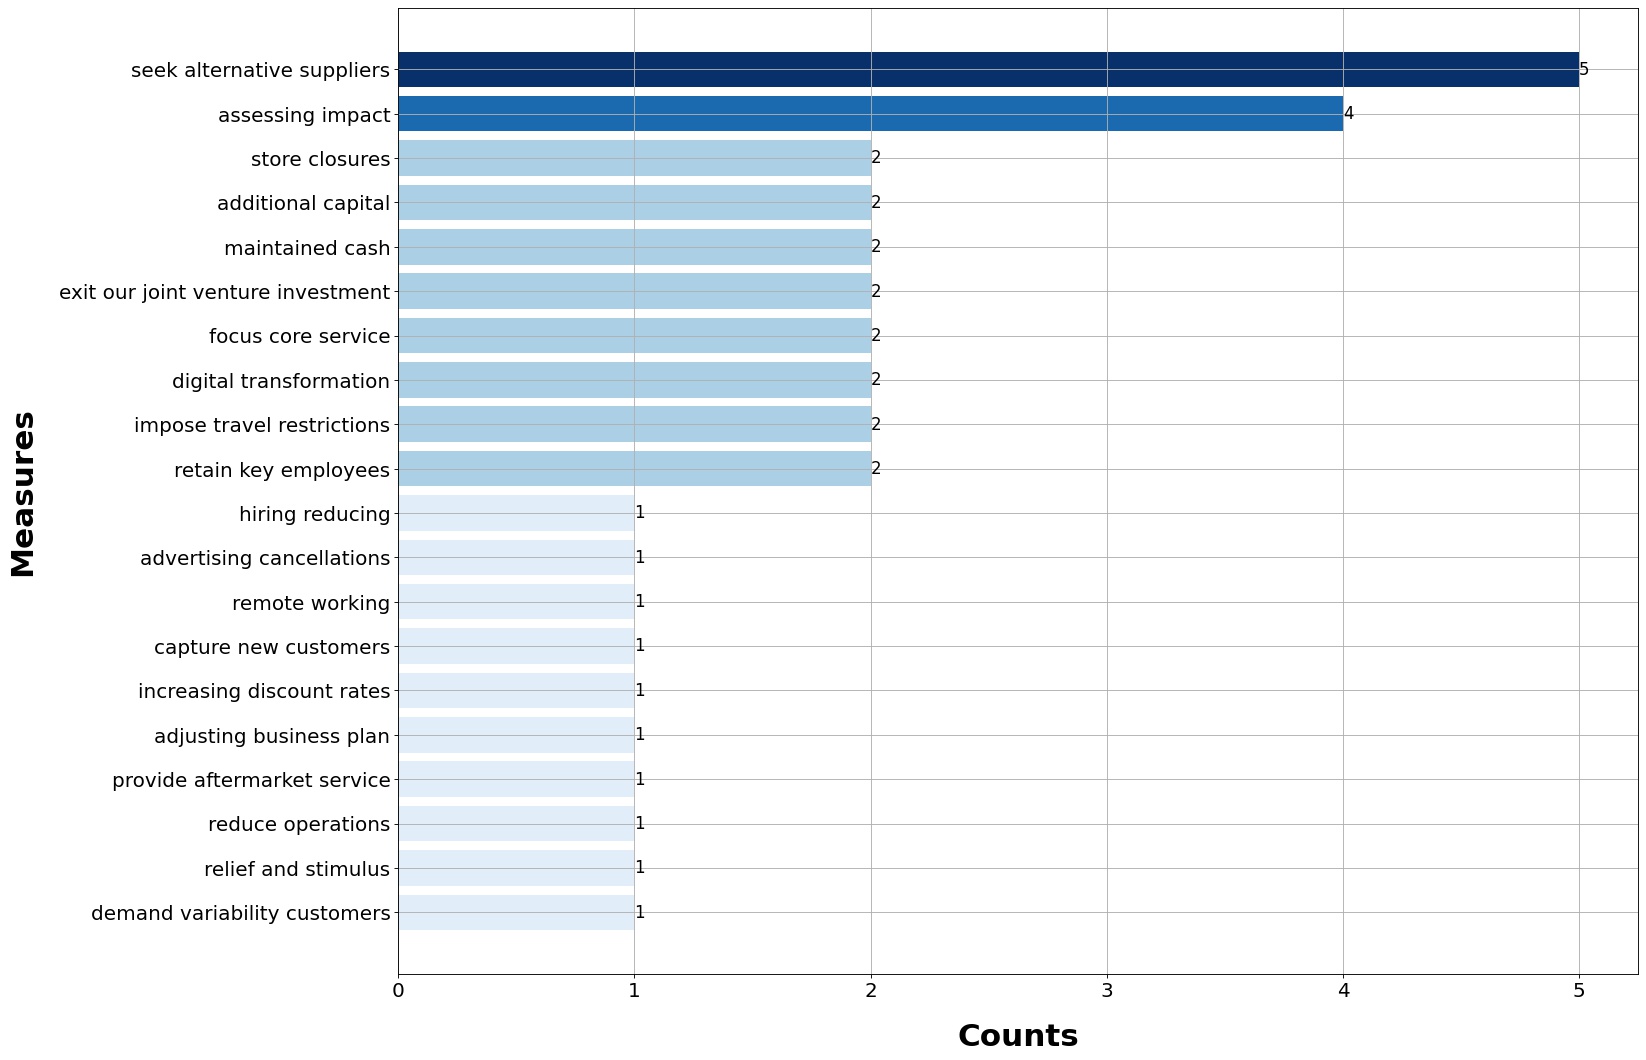 seek alternative suppliers 5
assessing impact 4
store closures 2
additional capital 2
maintained cash 2
exit our joint venture investment 2
focus core service 2
digital transformation 2
impose travel restrictions 2
retain key employees 2
hiring reducing 1
advertising cancellations 1
remote working 1
capture new customers 1
increasing discount rates 1
adjusting business plan 1
provide aftermarket service 1
reduce operations 1
relief and stimulus 1
demand variability customers 1
Measures
0 1 2 3 4 5
Counts